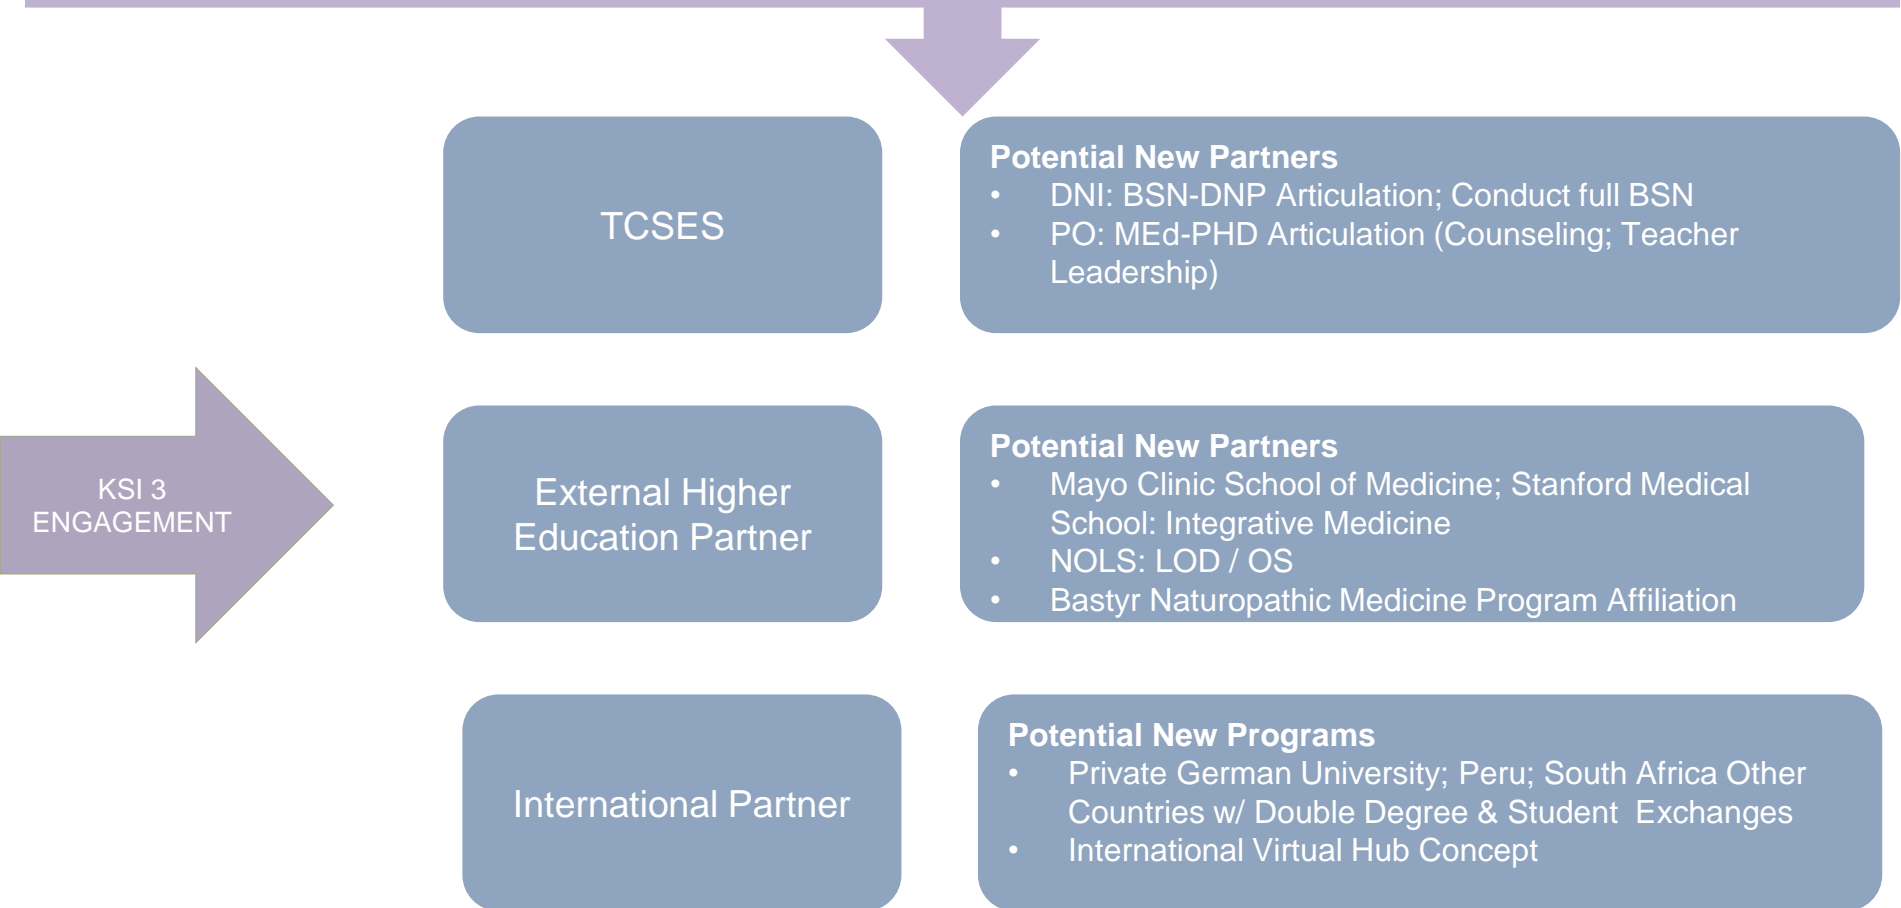 TCSES
Potential New Partners
• DNI: BSN-DNP Articulation; Conduct full BSN
• PO: MEd-PHD Articulation (Counseling; Teacher
Leadership)
KSI 3
ENGAGEMENT
External Higher
Education Partner
Potential New Partners
• Mayo Clinic School of Medicine; Stanford Medical
School: Integrative Medicine
• NOLS: LOD / OS
• Bastyr Naturopathic Medicine Program Affiliation
International Partner
Potential New Programs
• Private German University; Peru; South Africa Other
Countries w/ Double Degree & Student  Exchanges
• International Virtual Hub Concept